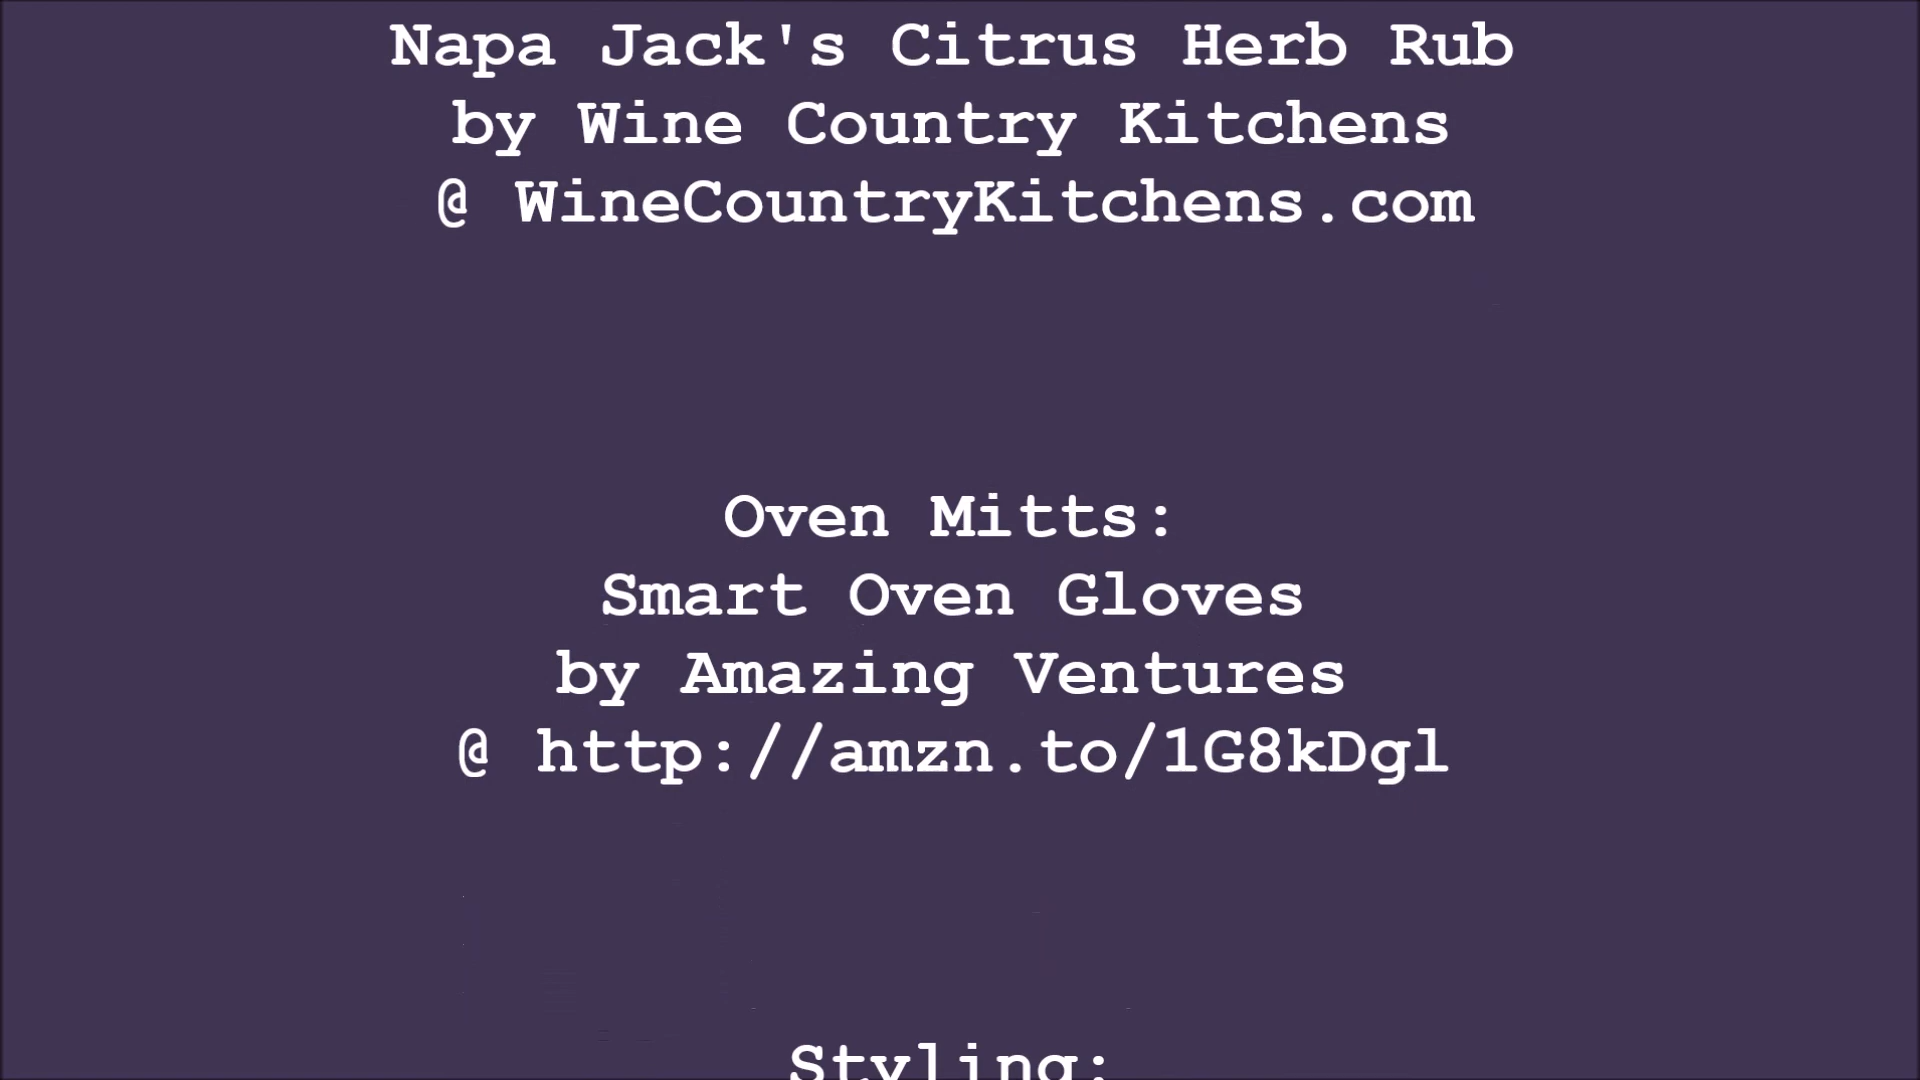 Napa Jack's Citrus Herb Rub
by Wine Country Kitchens
@ WineCountryKitchens.com
Oven Mitts:
Smart Oven Gloves
by Amazing Ventures
@ http://amzn.to/1G8kDgl
Styling: